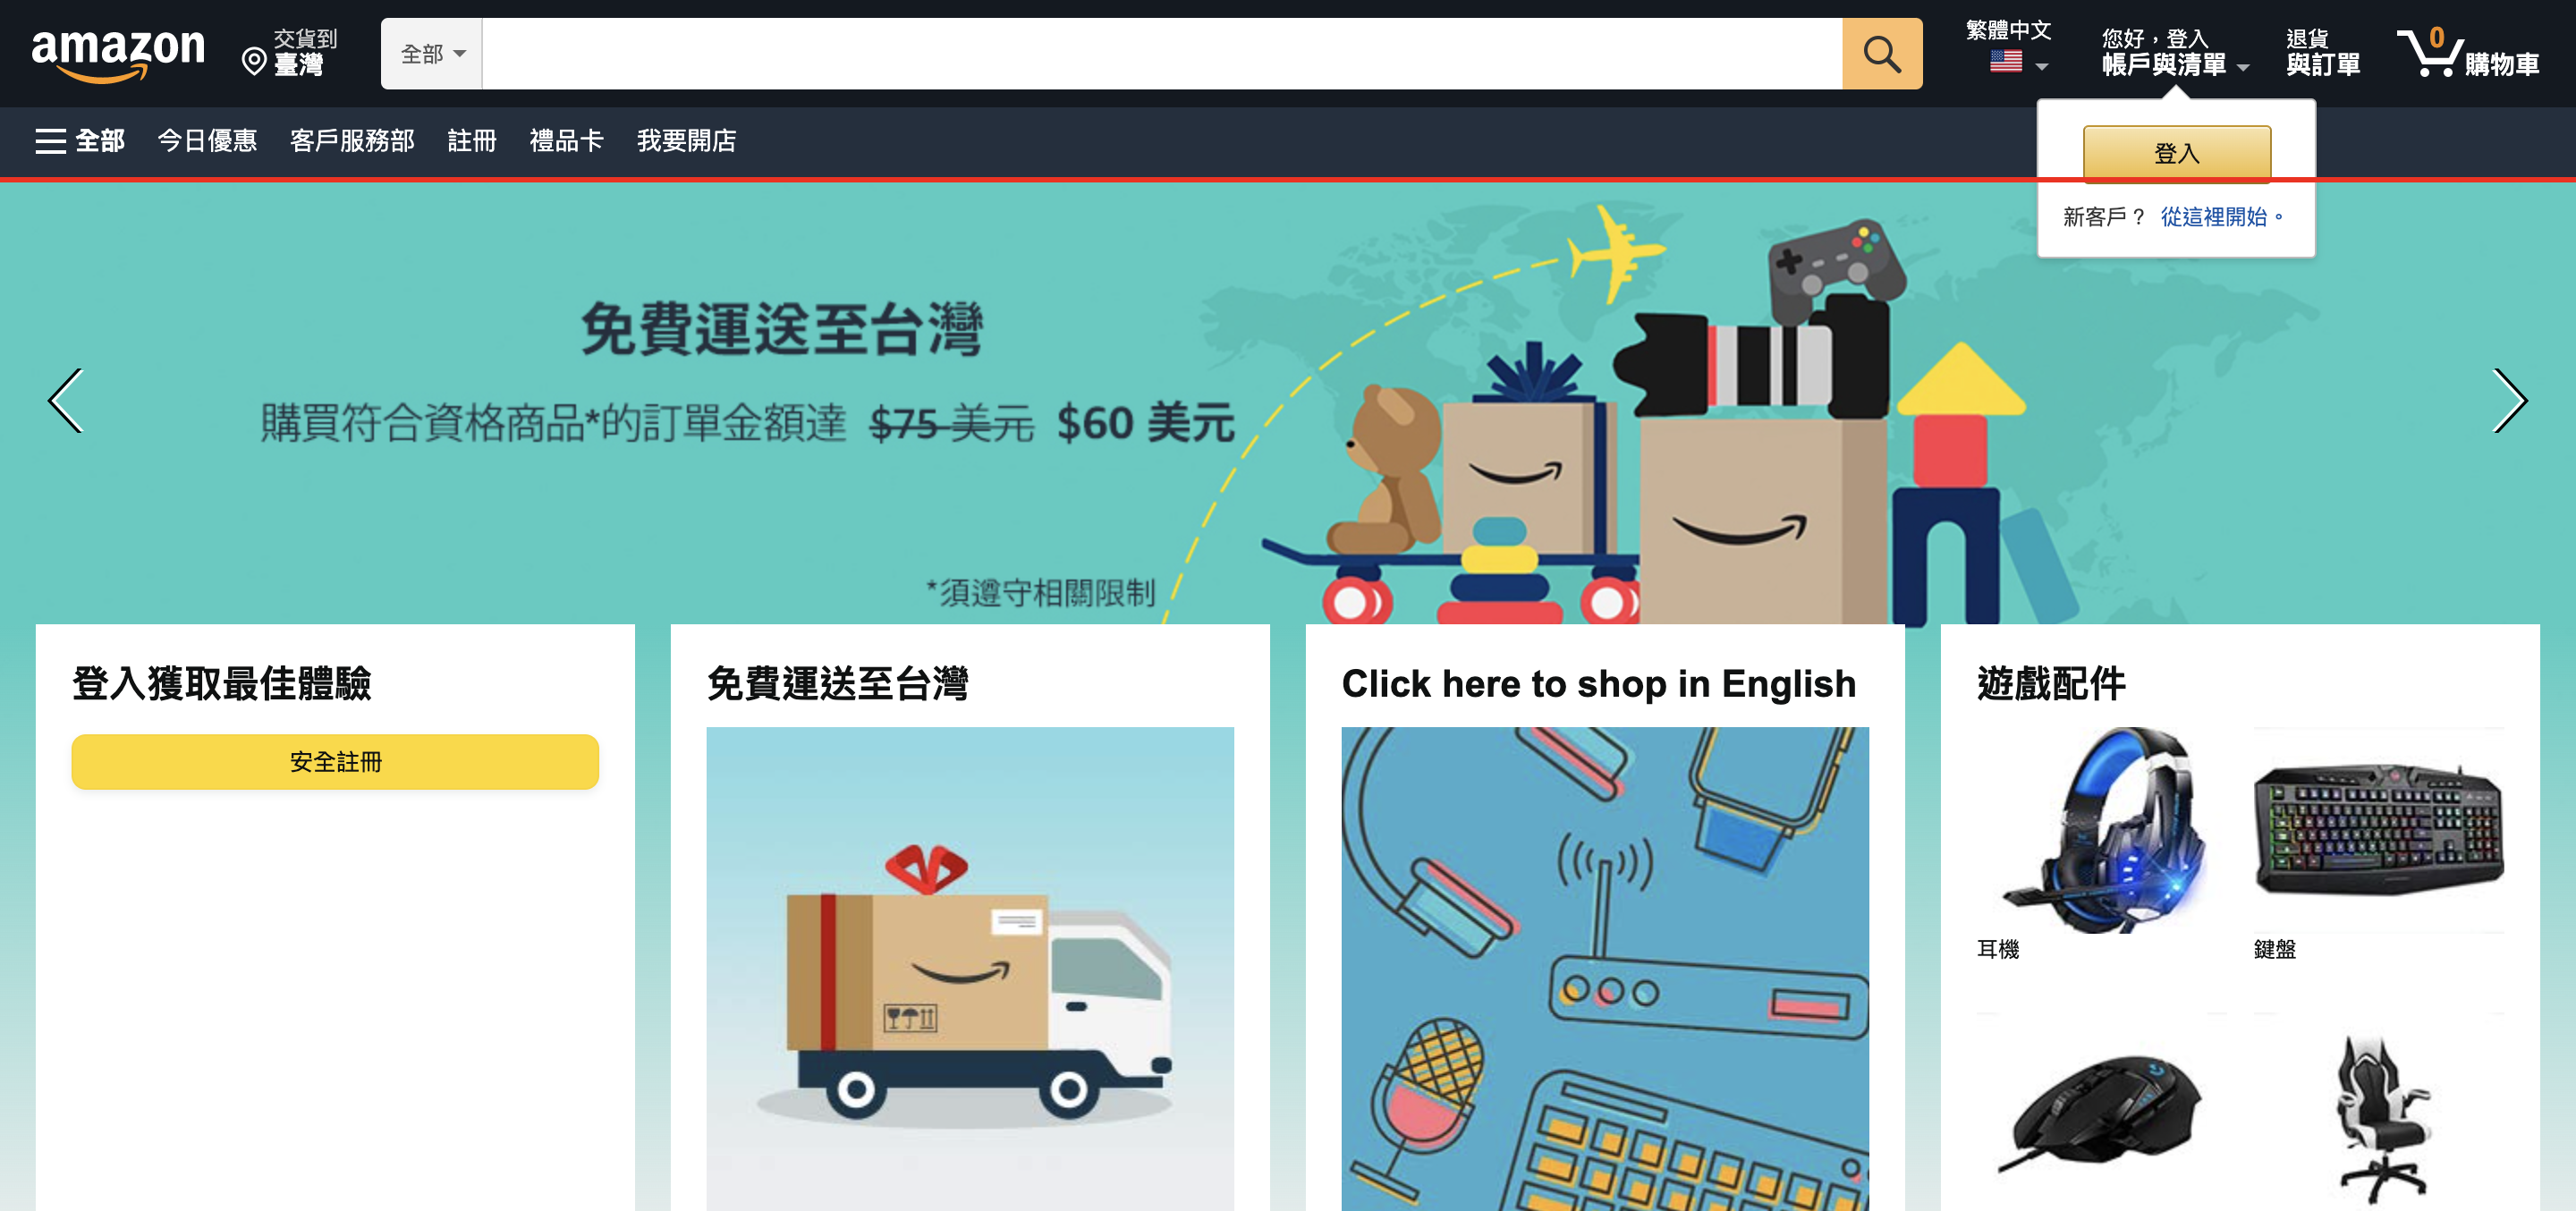 amazon
交貨到
臺灣
全部
繁體中文
您好，登入
帳戶與清單
退貨
與訂單
0
購物車
全部
今日優惠
客戶服務部
註冊
禮品卡
我要開店
登入
新客戶？ 從這裡開始。
免費運送至台灣
購買符合資格商品*的訂單金額達 $75 美元 $60 美元
*須遵守相關限制
登入獲取最佳體驗
安全註冊
免費運送至台灣
Click here to shop in English
遊戲配件
耳機
鍵盤